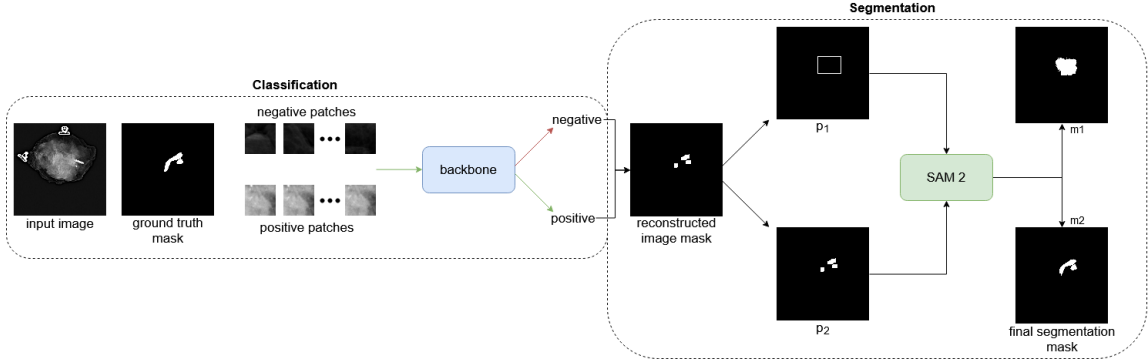 Segmentation
Classification
negative patches
positive patches
input image
ground truth
mask
backbone
negative
positive
reconstructed
image mask
p1
p2
SAM 2
m1
m2
final segmentation
mask